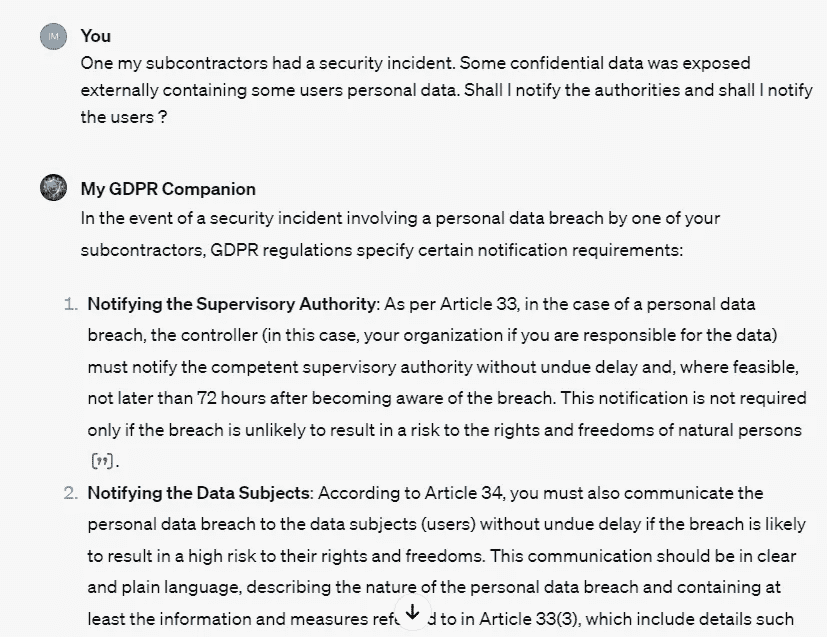 IM
You
One my subcontractors had a security incident. Some confidential data was exposed
externally containing some users personal data. Shall I notify the authorities and shall I notify
the users ?
My GDPR Companion
In the event of a security incident involving a personal data breach by one of your
subcontractors, GDPR regulations specify certain notification requirements:
1. Notifying the Supervisory Authority: As per Article 33, in the case of a personal data
breach, the controller (in this case, your organization if you are responsible for the data)
must notify the competent supervisory authority without undue delay and, where feasible,
not later than 72 hours after becoming aware of the breach. This notification is not required
only if the breach is unlikely to result in a risk to the rights and freedoms of natural persons
["].
2. Notifying the Data Subjects: According to Article 34, you must also communicate the
personal data breach to the data subjects (users) without undue delay if the breach is likely
to result in a high risk to their rights and freedoms. This communication should be in clear
and plain language, describing the nature of the personal data breach and containing at
least the information and measures to in Article 33(3), which include details such